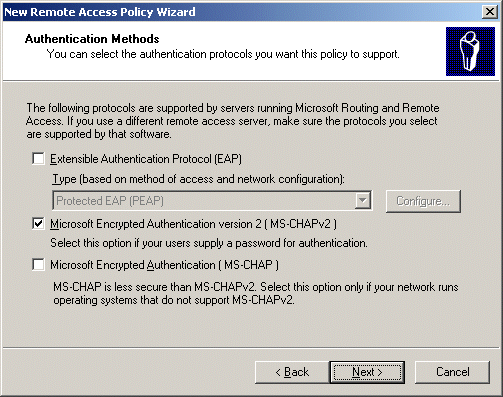 New Remote Access Policy Wizard
Authentication Methods
You can select the authentication protocols you want this policy to support.
The following protocols are supported by servers running Microsoft Routing and Remote
Access. If you use a different remote access server, make sure the protocols you select
are supported by that software.
Extensible Authentication Protocol (EAP)
Type (based on method of access and network configuration):
Protected EAP (PEAP)
Configure...
Microsoft Encrypted Authentication version 2 ( MS-CHAPv2 )
Select this option if your users supply a password for authentication.
Microsoft Encrypted Authentication ( MS-CHAP )
MS-CHAP is less secure than MS-CHAPv2. Select this option only if your network runs
operating systems that do not support MS-CHAPv2.
< Back
Next >
Cancel